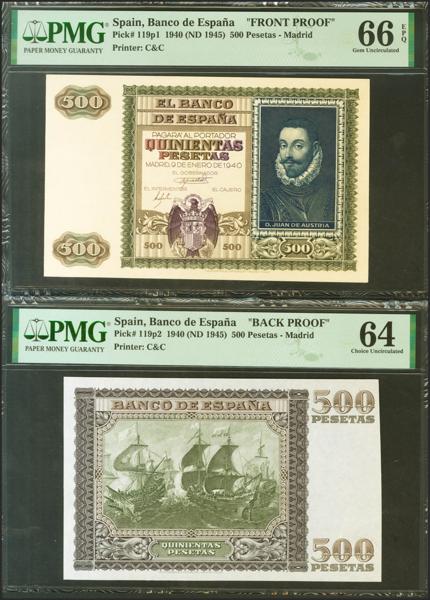 PMG
PAPER MONEY GUARANTY
Spain, Banco de España "FRONT PROOF"
Pick# 119p1 1940 (ND 1945) 500 Pesetas - Madrid
Printer: C&C
66 EPQ
Gem Uncirculated
500
EL BANCO
DE ESPAÑA
PAGARÁ AL PORTADOR
QUINIENTAS
PESETAS
MADRID, 9 DE ENERO DE 1940
EL GOBERNADOR
EL INTERVENTOR EL CAJERO
500
500 500
D. JUAN DE AUSTRIA
500
PMG
PAPER MONEY GUARANTY
Spain, Banco de España "BACK PROOF"
Pick# 119p2 1940 (ND 1945) 500 Pesetas - Madrid
Printer: C&C
64
Choice Uncirculated
BANCO DE ESPAÑA
500
PESETAS
QUINIENTAS
PESETAS
500
PESETAS